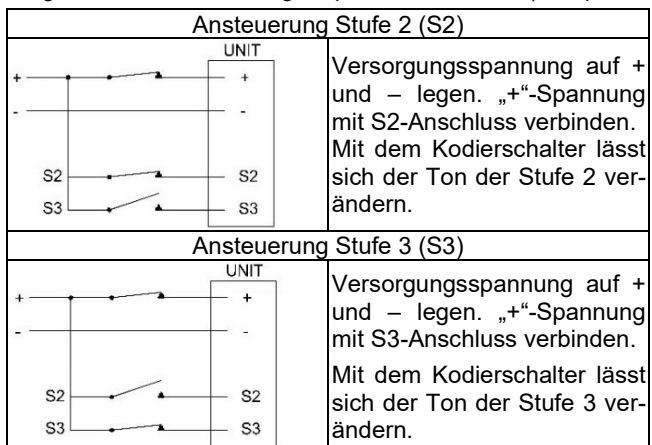 Ansteuerung Stufe 2 (S2)
UNIT
+ +
- -
S2 S2
S3 S3
Versorgungsspannung auf +
und – legen. „+“-Spannung
mit S2-Anschluss verbinden.
Mit dem Kodierschalter lässt
sich der Ton der Stufe 2 ver-
ändern.
Ansteuerung Stufe 3 (S3)
UNIT
+ +
- -
S2 S2
S3 S3
Versorgungsspannung auf +
und – legen. „+“-Spannung
mit S3-Anschluss verbinden.
Mit dem Kodierschalter lässt
sich der Ton der Stufe 3 ver-
ändern.